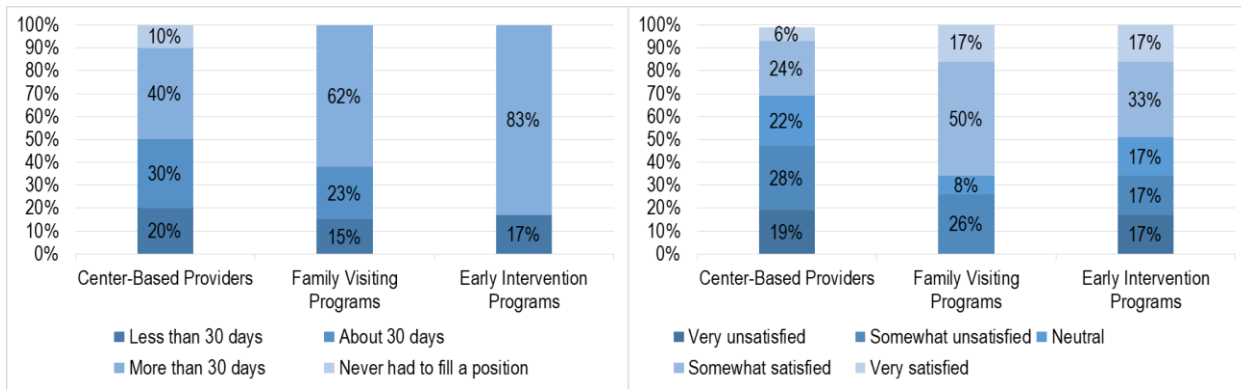 100%
90%
80%
70%
60%
50%
40%
30%
20%
10%
0%
10%
40%
30%
20%
62%
23%
15%
83%
17%
Center-Based Providers
Family Visiting
Programs
Early Intervention
Programs
Less than 30 days
About 30 days
More than 30 days
Never had to fill a position
100%
90%
80%
70%
60%
50%
40%
30%
20%
10%
0%
6%
24%
22%
28%
19%
17%
50%
8%
26%
17%
33%
17%
17%
17%
Center-Based Providers
Family Visiting
Programs
Early Intervention
Programs
Very unsatisfied
Somewhat unsatisfied
Neutral
Somewhat satisfied
Very satisfied